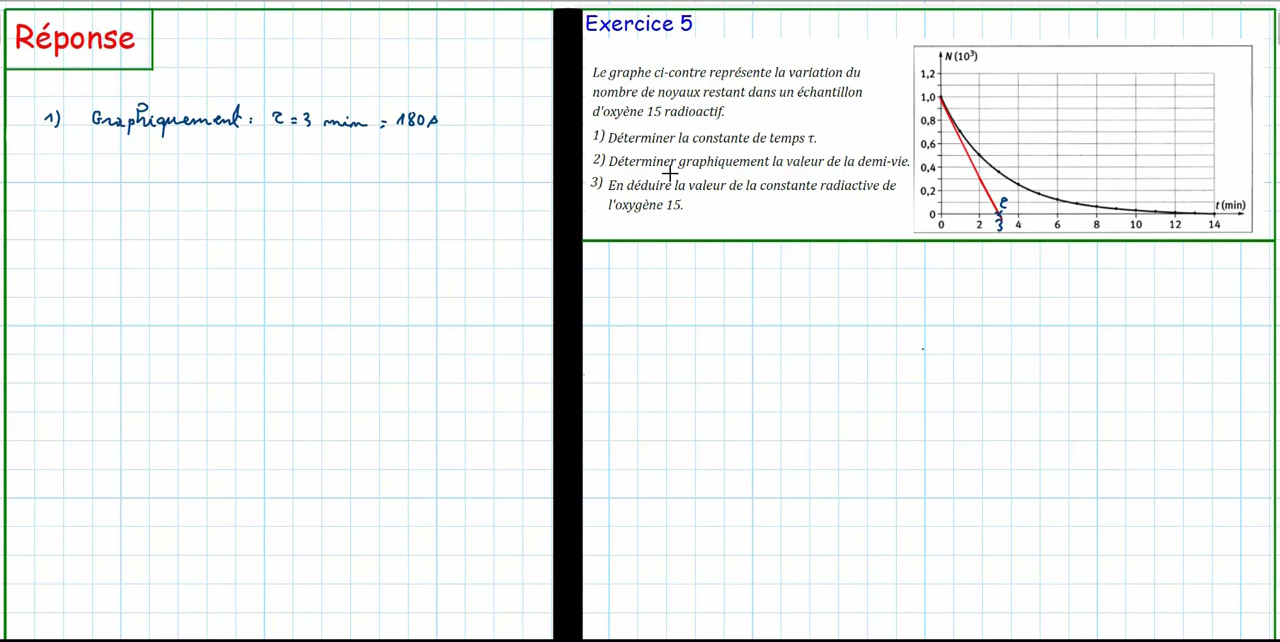 Réponse
1) Graphiquement : τ = 3 min = 180 s
Exercice 5
Le graphe ci-contre représente la variation du
nombre de noyaux restant dans un échantillon
d'oxyène 15 radioactif.
1) Déterminer la constante de temps τ.
2) Déterminer graphiquement la valeur de la demi-vie.
3) En déduire la valeur de la constante radiactive de
l'oxygène 15.
N (10³)
1,2
1,0
0,8
0,6
0,4
0,2
0
t (min)
0 2 4 6 8 10 12 14
τ
3